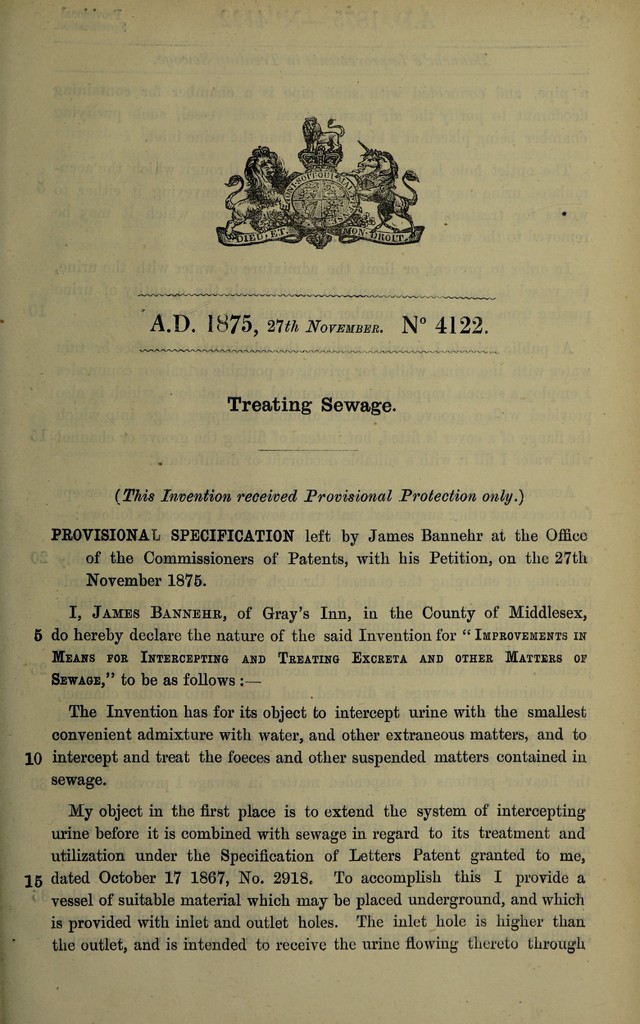 DIEU·ET· MON·DROIT.
A.D. 1875, 27th NOVEMBER. No 4122.
Treating Sewage.
(This Invention received Provisional Protection only.)
PROVISIONAL SPECIFICATION left by James Bannehr at the Office
of the Commissioners of Patents, with his Petition, on the 27th
November 1875.
I, JAMES BANNEHR, of Gray's Inn, in the County of Middlesex,
5 do hereby declare the nature of the said Invention for "IMPROVEMENTS IN
MEANS FOR INTERCEPTING AND TREATING EXCRETA AND OTHER MATTERS OF
SEWAGE," to be as follows:—
The Invention has for its object to intercept urine with the smallest
convenient admixture with water, and other extraneous matters, and to
10 intercept and treat the foeces and other suspended matters contained in
sewage.
My object in the first place is to extend the system of intercepting
urine before it is combined with sewage in regard to its treatment and
utilization under the Specification of Letters Patent granted to me,
15 dated October 17 1867, No. 2918. To accomplish this I provide a
vessel of suitable material which may be placed underground, and which
is provided with inlet and outlet holes. The inlet hole is higher than
the outlet, and is intended to receive the urine flowing thereto through